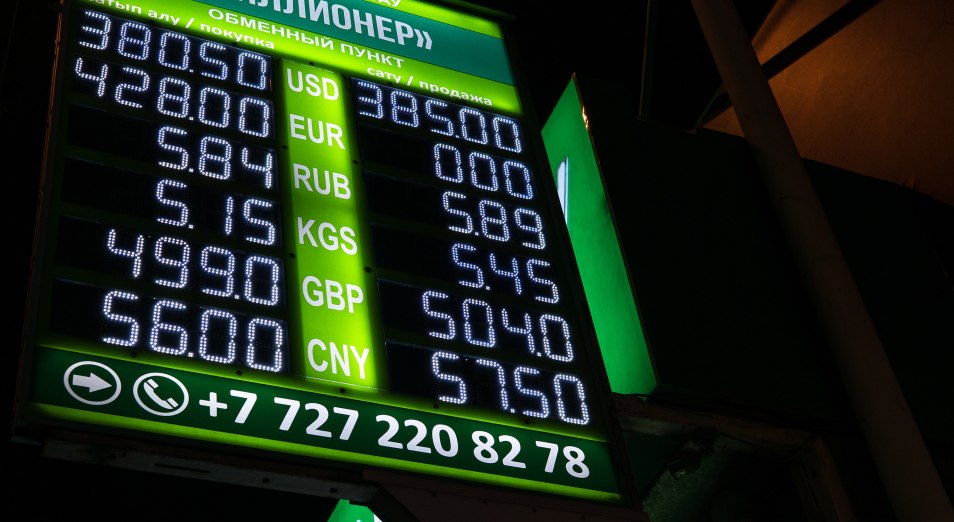 ЛЛИОНЕР»
ОБМЕННЫЙ ПУНКТ
сатып алу / покупка
сату / продажа
380.50 USD 385.00
428.00 EUR 000
5.84 RUB 5.89
5.15 KGS 5.45
499.0 GBP 504.0
56.00 CNY 57.50
+7 727 220 82 78